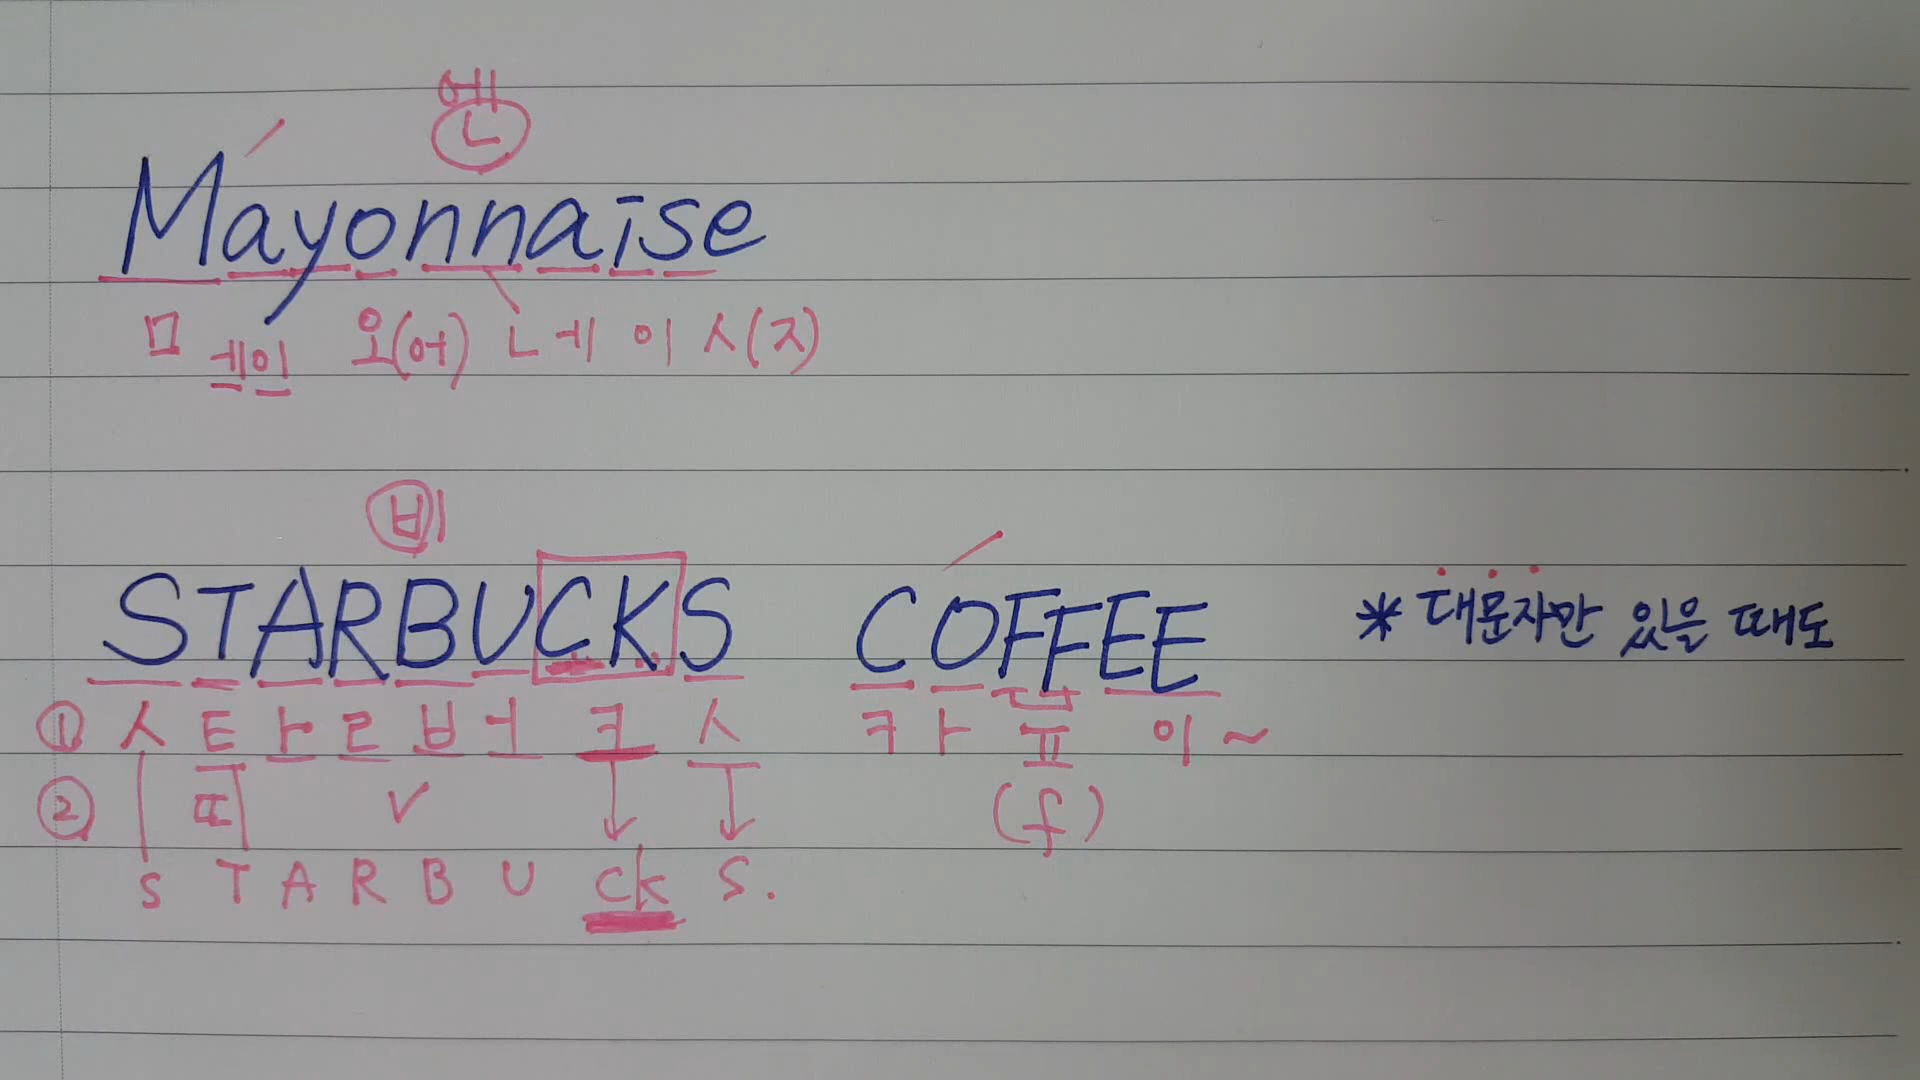 엔
Mayonnaise
ㅁ ㅔ이 오(어) ㄴ ㅔ 이 ㅅ(ㅈ)
비
STARBUCKS COFFEE * 대문자만 있을 때도
① ㅅ ㅌ ㅏ ㄹ ㅂ ㅓ ㅋ ㅅ ㅋ ㅏ ㅍ 이~
② ㄸ ✓ (f)
S T A R B U CK S.